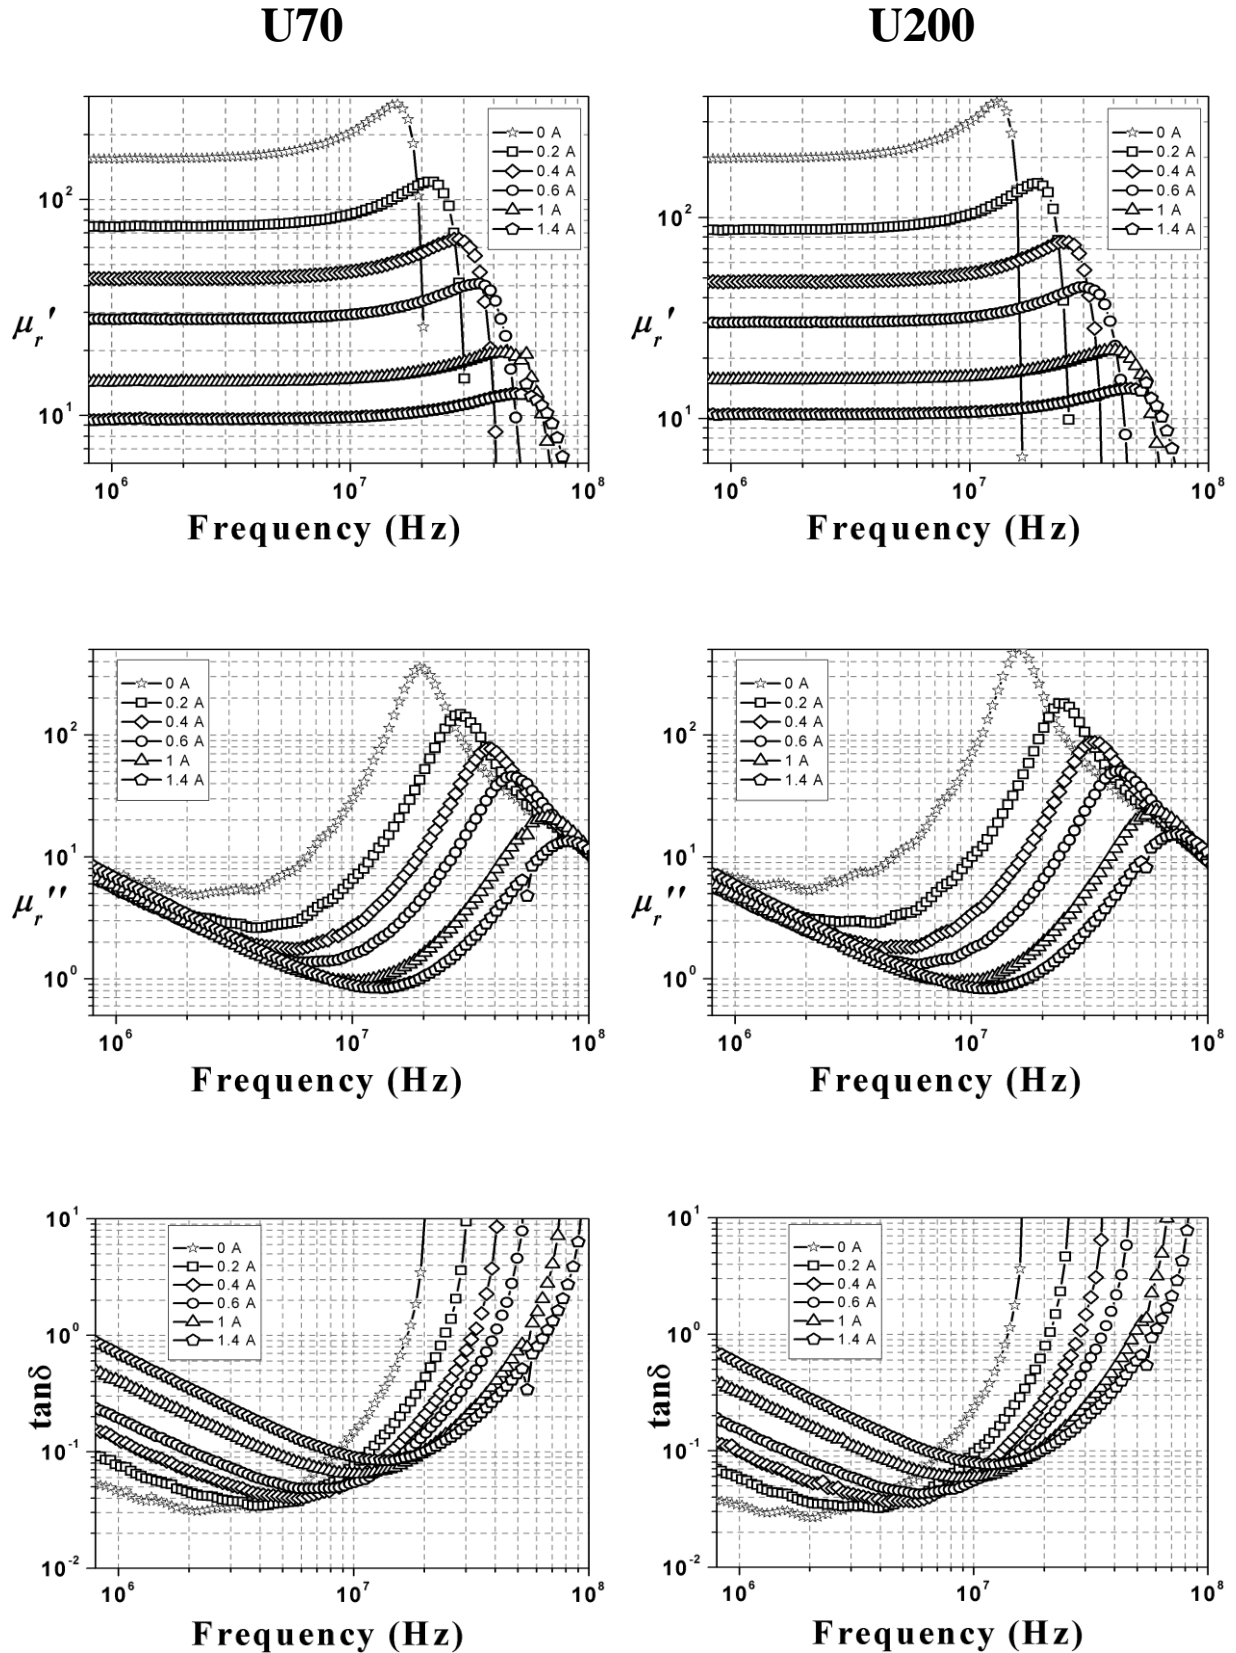 U70
U200
μr'
10²
10¹
0 A
0.2 A
0.4 A
0.6 A
1 A
1.4 A
10⁶ 10⁷ 10⁸
Frequency (Hz)
μr'
10²
10¹
0 A
0.2 A
0.4 A
0.6 A
1 A
1.4 A
10⁶ 10⁷ 10⁸
Frequency (Hz)
μr''
10²
10¹
10⁰
0 A
0.2 A
0.4 A
0.6 A
1 A
1.4 A
10⁶ 10⁷ 10⁸
Frequency (Hz)
μr''
10²
10¹
10⁰
0 A
0.2 A
0.4 A
0.6 A
1 A
1.4 A
10⁶ 10⁷ 10⁸
Frequency (Hz)
tanδ
10¹
10⁰
10⁻¹
10⁻²
0 A
0.2 A
0.4 A
0.6 A
1 A
1.4 A
10⁶ 10⁷ 10⁸
Frequency (Hz)
tanδ
10¹
10⁰
10⁻¹
10⁻²
0 A
0.2 A
0.4 A
0.6 A
1 A
1.4 A
10⁶ 10⁷ 10⁸
Frequency (Hz)